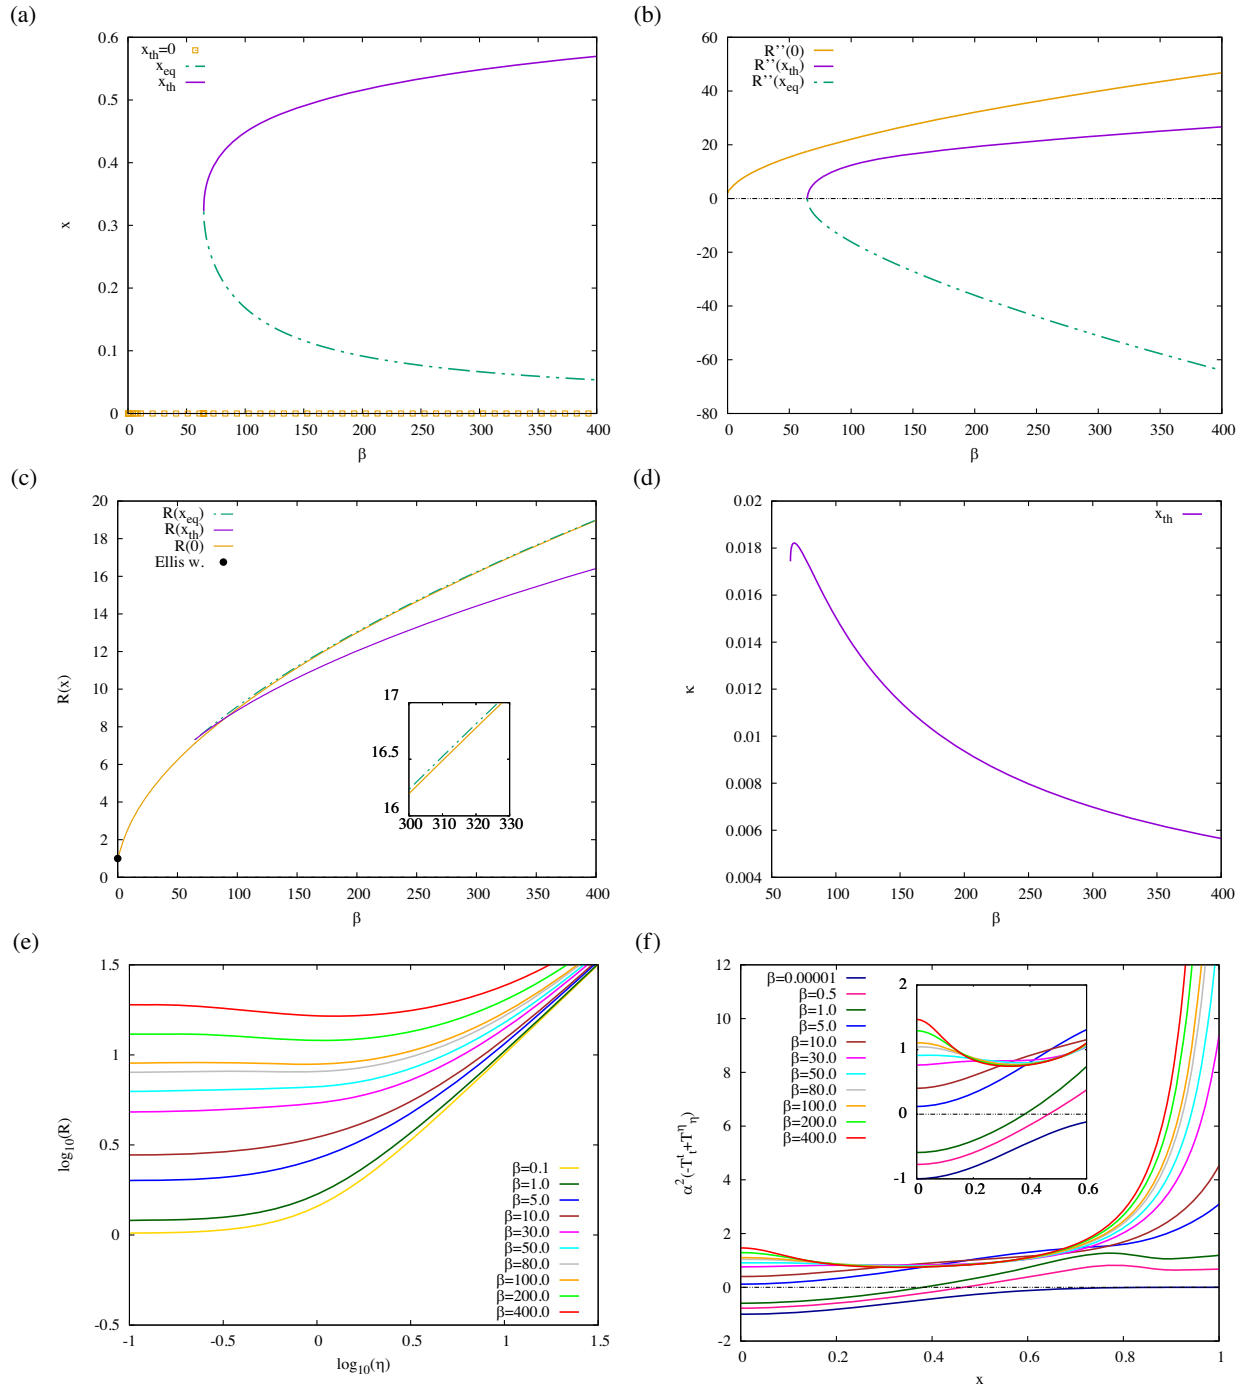 (a)
0.6
0.5
0.4
0.3
0.2
0.1
0
x
x_th=0
x_eq
x_th
0 50 100 150 200 250 300 350 400
β
(b)
60
40
20
0
-20
-40
-60
-80
R''(0)
R''(x_th)
R''(x_eq)
0 50 100 150 200 250 300 350 400
β
(c)
20
18
16
14
12
10
8
6
4
2
0
R(x)
R(x_eq)
R(x_th)
R(0)
Ellis w.
17
16.5
16
300 310 320 330
0 50 100 150 200 250 300 350 400
β
(d)
0.02
0.018
0.016
0.014
0.012
0.01
0.008
0.006
0.004
κ
x_th
50 100 150 200 250 300 350 400
β
(e)
1.5
1
0.5
0
-0.5
log10(R)
β=0.1
β=1.0
β=5.0
β=10.0
β=30.0
β=50.0
β=80.0
β=100.0
β=200.0
β=400.0
-1 -0.5 0 0.5 1 1.5
log10(η)
(f)
12
10
8
6
4
2
0
-2
α²(-T^t_t+T^η_η)
β=0.00001
β=0.5
β=1.0
β=5.0
β=10.0
β=30.0
β=50.0
β=80.0
β=100.0
β=200.0
β=400.0
2
1
0
-1
0 0.2 0.4 0.6
0 0.2 0.4 0.6 0.8 1
x